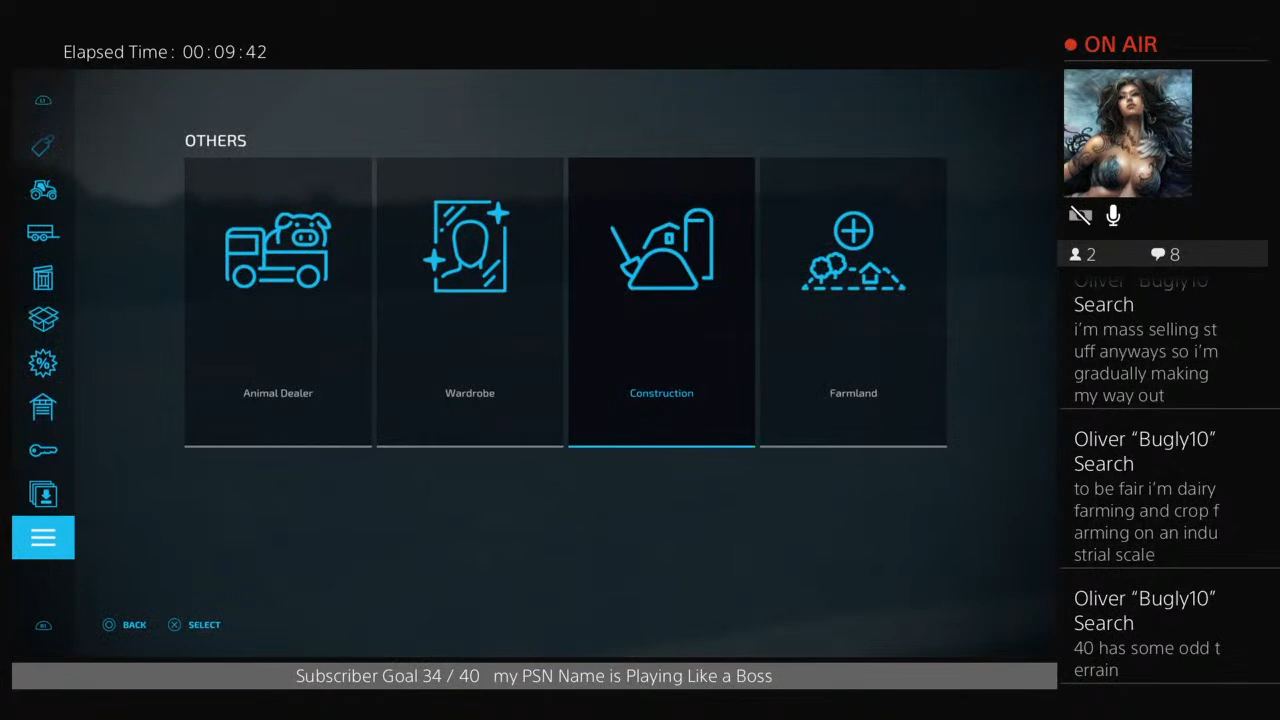 Elapsed Time: 00:09:42
ON AIR
OTHERS
Animal Dealer
Wardrobe
Construction
Farmland
BACK
SELECT
2
8
Oliver "Bugly10"
Search
i'm mass selling st
uff anyways so i'm
gradually making
my way out
Oliver "Bugly10"
Search
to be fair i'm dairy
farming and crop f
arming on an indu
strial scale
Oliver "Bugly10"
Search
40 has some odd t
errain
Subscriber Goal 34 / 40 my PSN Name is Playing Like a Boss